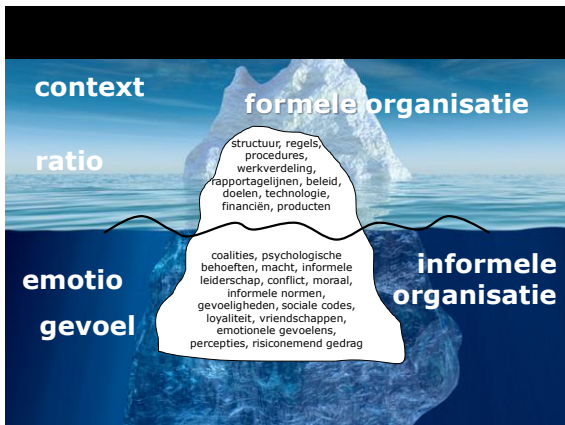 context
formele organisatie
ratio
structuur, regels,
procedures,
werkverdeling,
rapportagelijnen, beleid,
doelen, technologie,
financiën, producten
emotio
gevoel
coalities, psychologische
behoeften, macht, informele
leiderschap, conflict, moraal,
informele normen,
gevoeligheden, sociale codes,
loyaliteit, vriendschappen,
emotionele gevoelens,
percepties, risiconemend gedrag
informele
organisatie